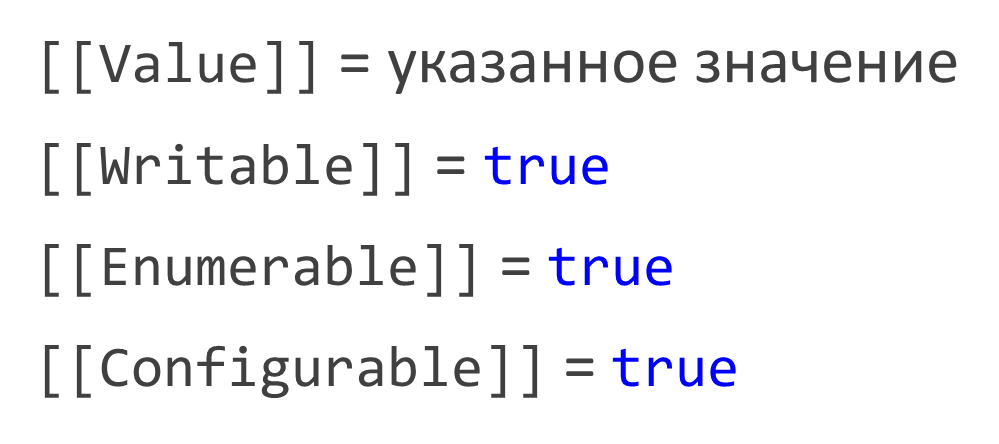 [[Value]] = указанное значение
[[Writable]] = true
[[Enumerable]] = true
[[Configurable]] = true